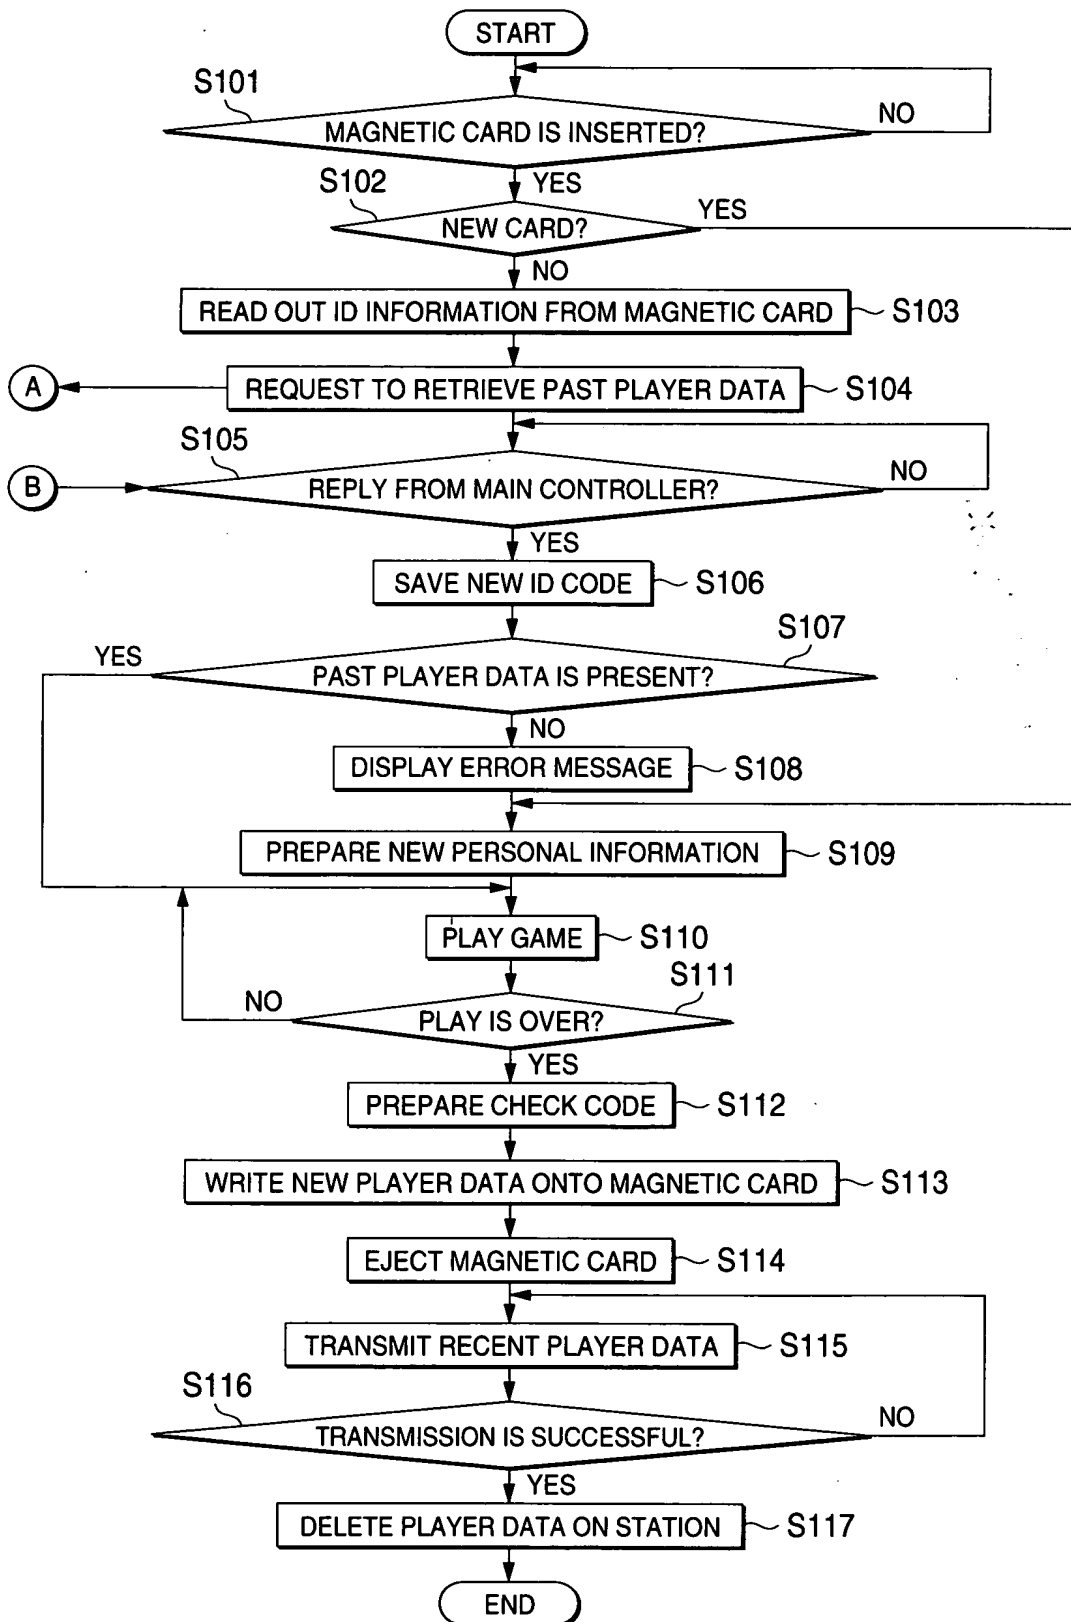 START
S101
MAGNETIC CARD IS INSERTED?
NO
YES
S102
NEW CARD?
YES
NO
READ OUT ID INFORMATION FROM MAGNETIC CARD
S103
A
REQUEST TO RETRIEVE PAST PLAYER DATA
S104
S105
B
REPLY FROM MAIN CONTROLLER?
NO
YES
SAVE NEW ID CODE
S106
S107
YES
PAST PLAYER DATA IS PRESENT?
NO
DISPLAY ERROR MESSAGE
S108
PREPARE NEW PERSONAL INFORMATION
S109
PLAY GAME
S110
S111
NO
PLAY IS OVER?
YES
PREPARE CHECK CODE
S112
WRITE NEW PLAYER DATA ONTO MAGNETIC CARD
S113
EJECT MAGNETIC CARD
S114
TRANSMIT RECENT PLAYER DATA
S115
S116
TRANSMISSION IS SUCCESSFUL?
NO
YES
DELETE PLAYER DATA ON STATION
S117
END